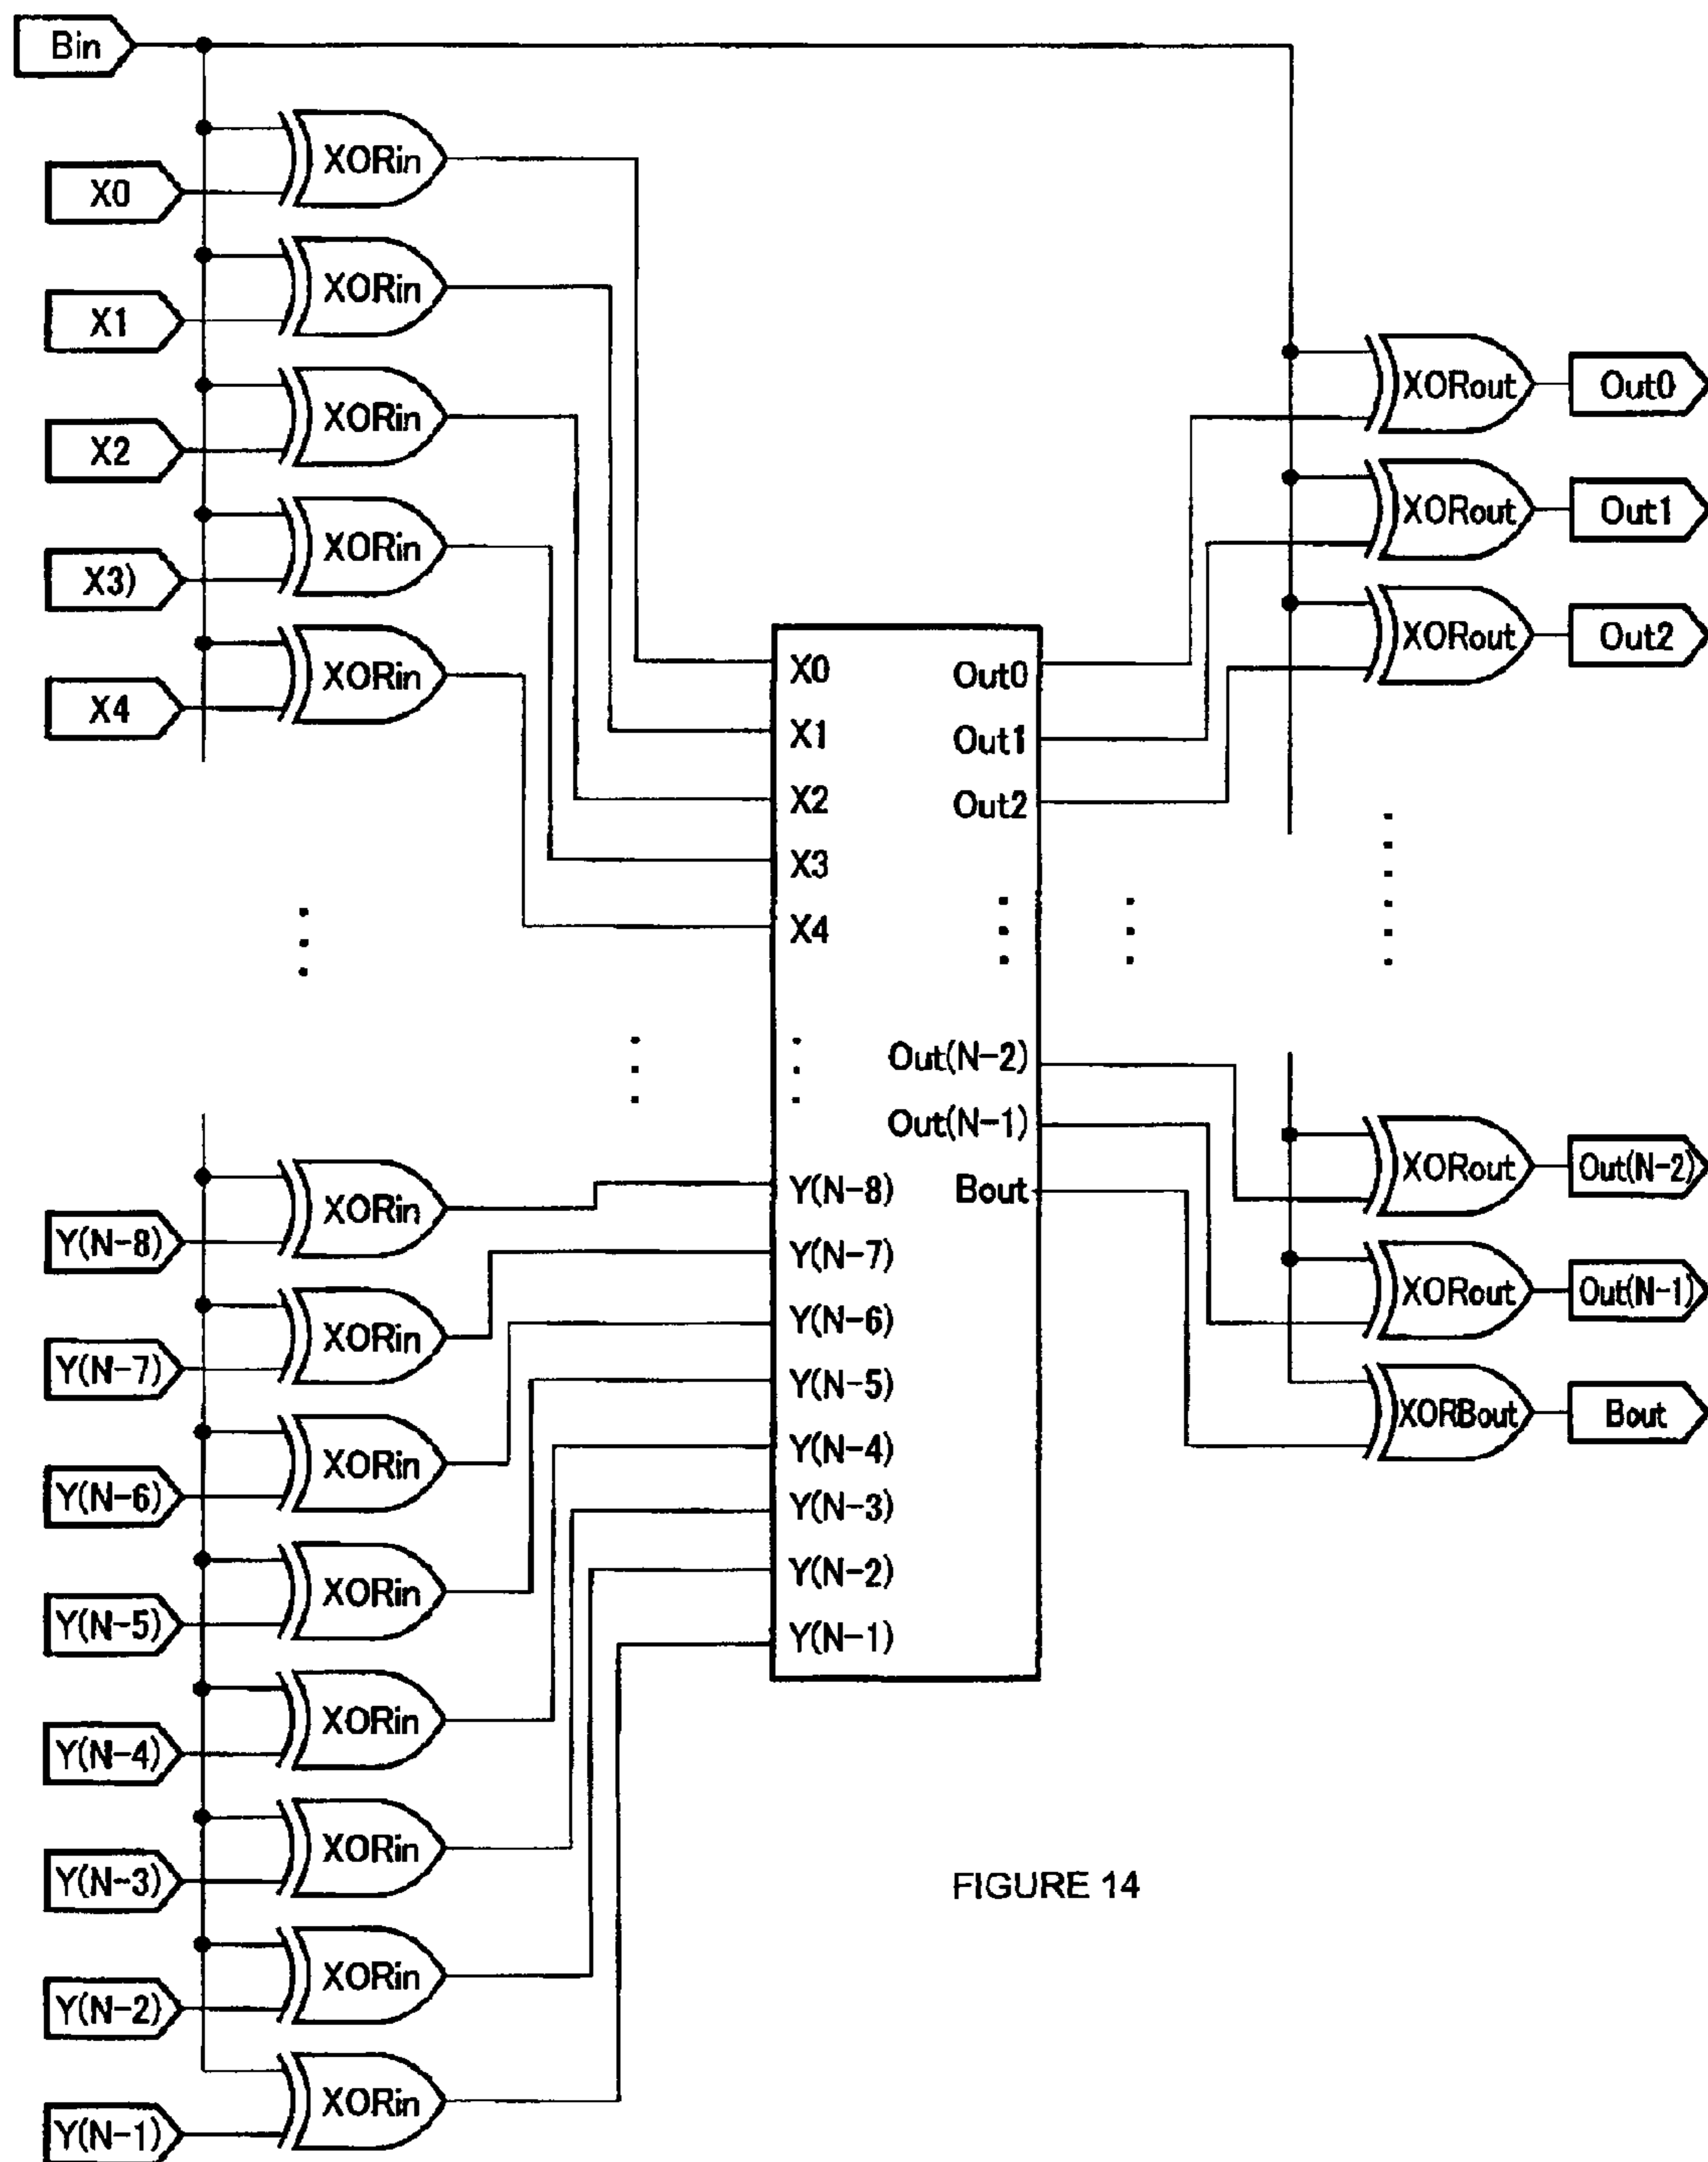 Bin
XORin
X0
XORin
X1
XORin
X2
XORin
X3)
XORin
X4
X0
X1
X2
X3
X4
Out0
Out1
Out2
Out(N-2)
Out(N-1)
Bout
Y(N-8)
Y(N-7)
Y(N-6)
Y(N-5)
Y(N-4)
Y(N-3)
Y(N-2)
Y(N-1)
XORout
Out0
XORout
Out1
XORout
Out2
XORout
Out(N-2)
XORout
Out(N-1)
XORBout
Bout
XORin
Y(N-8)
XORin
Y(N-7)
XORin
Y(N-6)
XORin
Y(N-5)
XORin
Y(N-4)
XORin
Y(N-3)
XORin
Y(N-2)
XORin
Y(N-1)
FIGURE 14